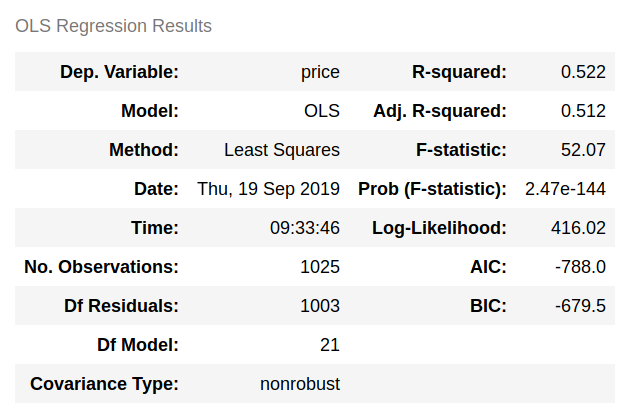 OLS Regression Results
Dep. Variable: price R-squared: 0.522
Model: OLS Adj. R-squared: 0.512
Method: Least Squares F-statistic: 52.07
Date: Thu, 19 Sep 2019 Prob (F-statistic): 2.47e-144
Time: 09:33:46 Log-Likelihood: 416.02
No. Observations: 1025 AIC: -788.0
Df Residuals: 1003 BIC: -679.5
Df Model: 21
Covariance Type: nonrobust